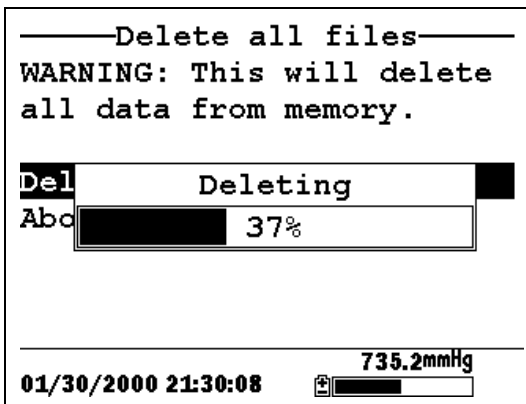 Delete all files
WARNING: This will delete
all data from memory.
Del
Deleting
Abo
37%
735.2mmHg
01/30/2000 21:30:08